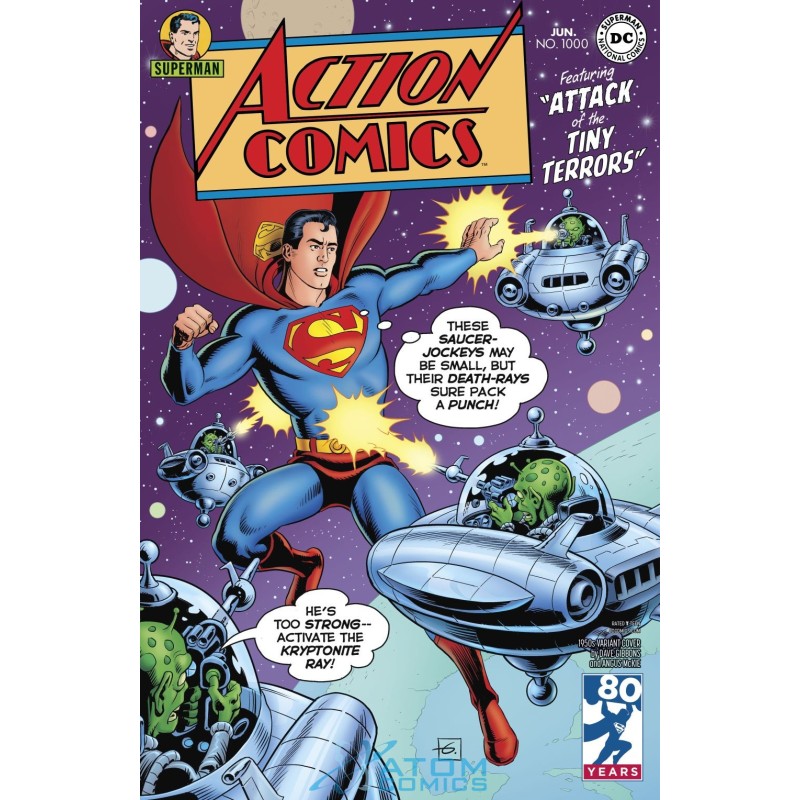 SUPERMAN
ACTION
COMICS™
JUN.
NO. 1000
SUPERMAN
DC
NATIONAL COMICS
Featuring
"ATTACK
of the
TINY
TERRORS"
THESE
SAUCER-
JOCKEYS MAY
BE SMALL, BUT
THEIR DEATH-RAYS
SURE PACK
A PUNCH!
HE'S
TOO STRONG--
ACTIVATE THE
KRYPTONITE
RAY!
1950s VARIANT COVER
by DAVE GIBBONS
and ANGUS McKIE
80
YEARS
ATOM
COMICS